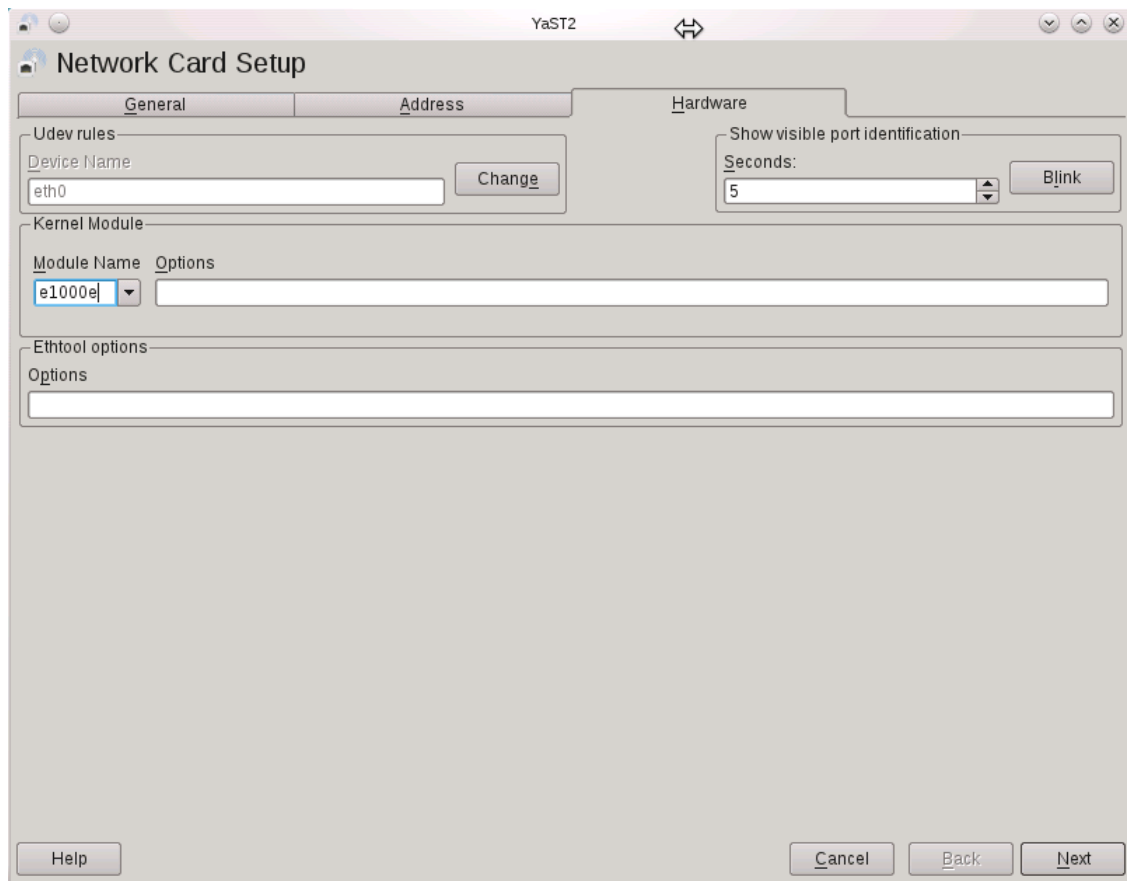 YaST2
Network Card Setup
General Address Hardware
Udev rules
Device Name
eth0
Change
Show visible port identification
Seconds:
5
Blink
Kernel Module
Module Name Options
e1000e
Ethtool options
Options
Help Cancel Back Next